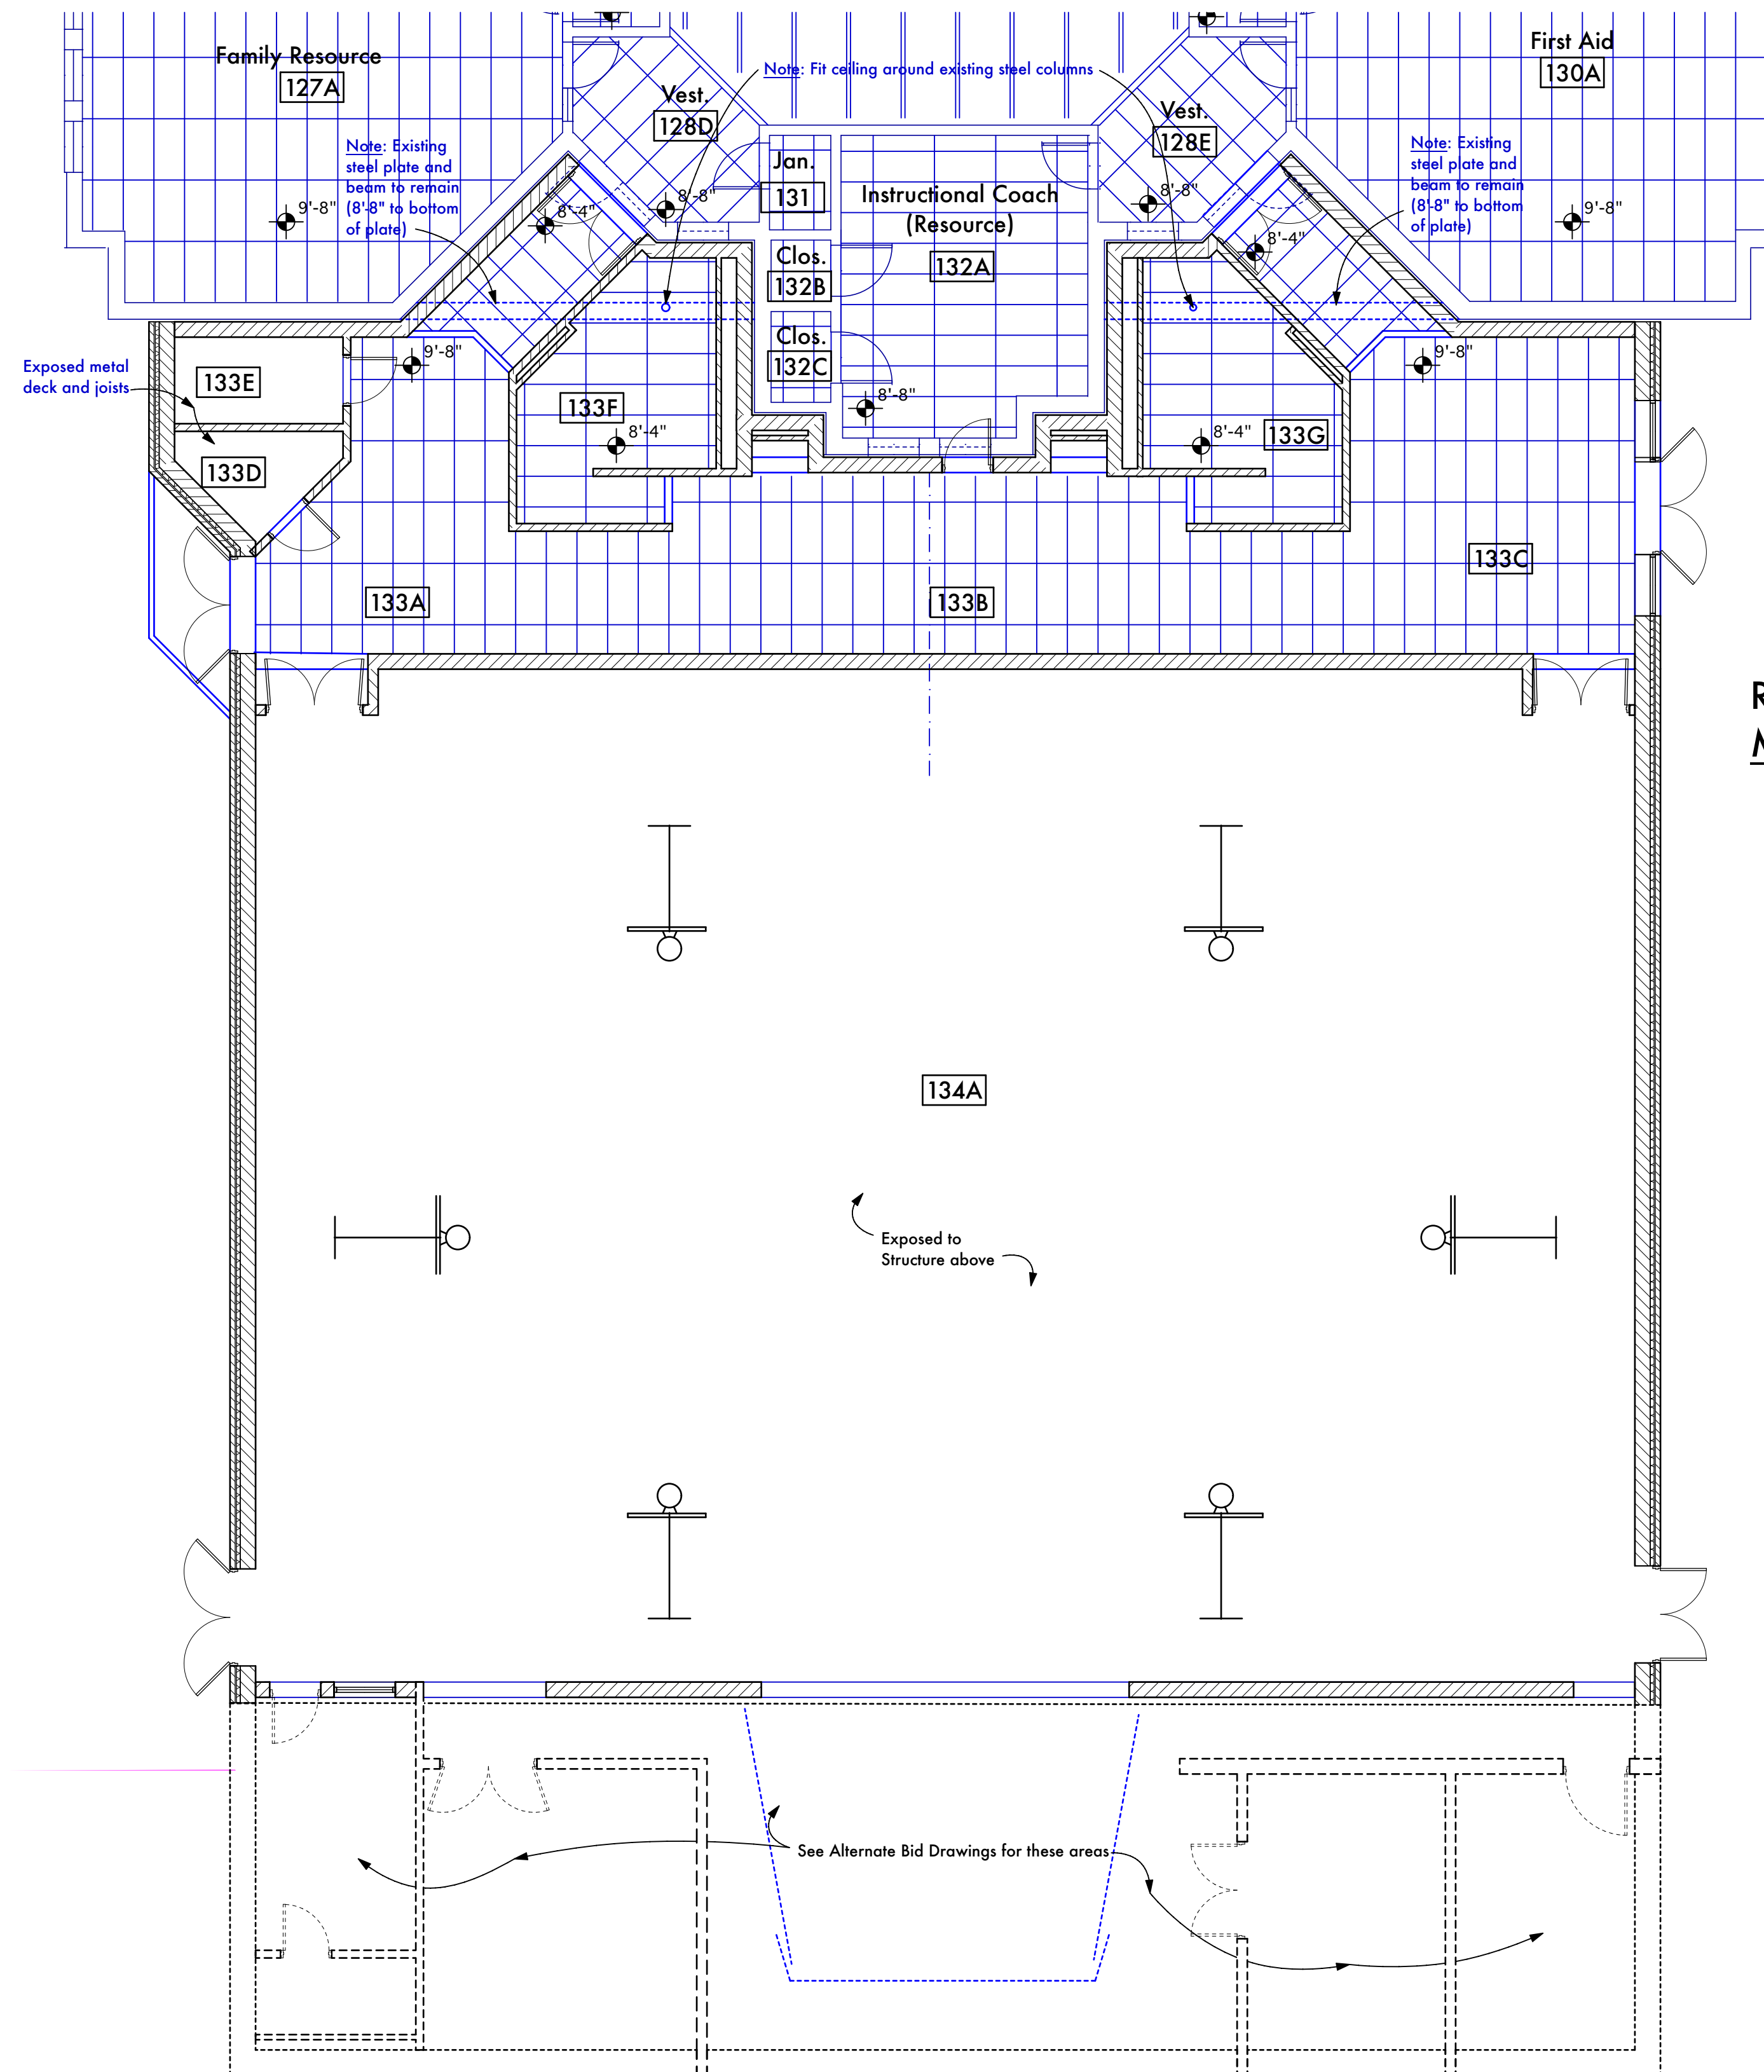 Family Resource
127A
Note: Fit ceiling around existing steel columns
First Aid
130A
Vest.
128D
Vest.
128E
Note: Existing
steel plate and
beam to remain
(8'-8" to bottom
of plate)
Note: Existing
steel plate and
beam to remain
(8'-8" to bottom
of plate)
Jan.
131
Instructional Coach
(Resource)
132A
9'-8"
8'-4"
8'-8"
8'-8"
8'-4"
9'-8"
Clos.
132B
Clos.
132C
8'-8"
Exposed metal
deck and joists
133E
9'-8"
9'-8"
133F
8'-4"
8'-4"
133G
133D
133C
133A
133B
R
M
134A
Exposed to
Structure above
See Alternate Bid Drawings for these areas